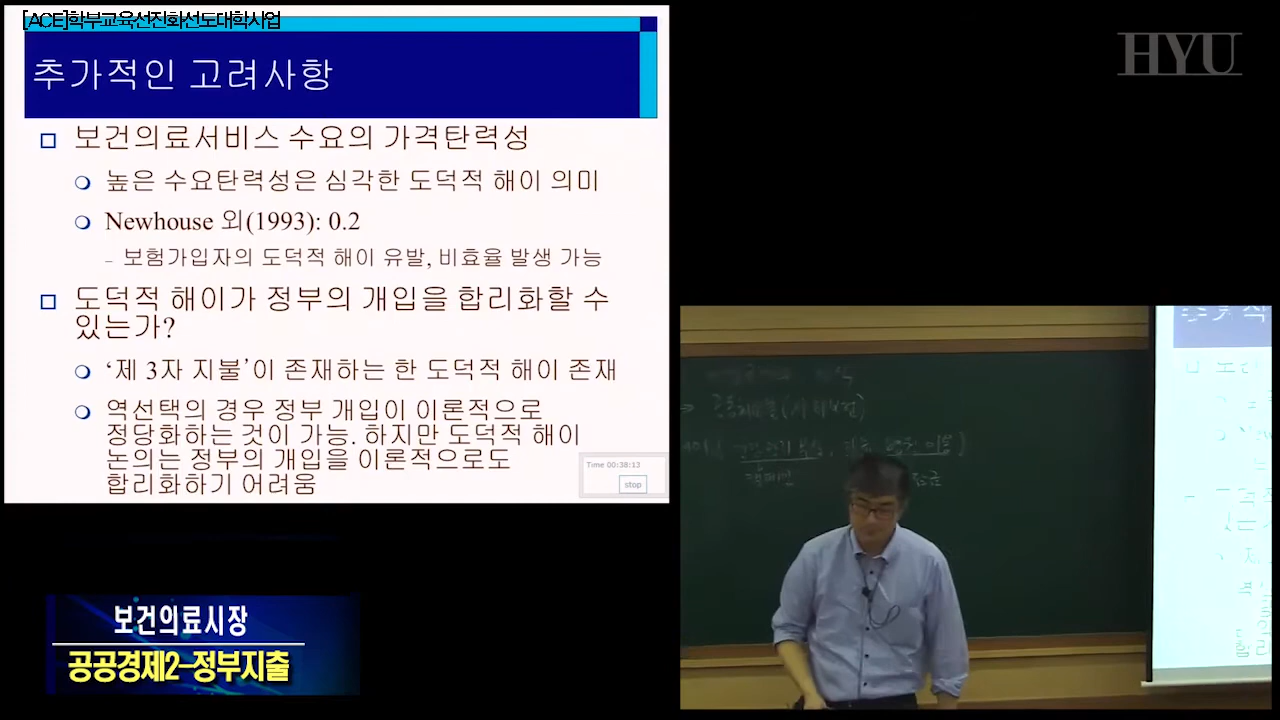 [ACE]학부교육선진화선도대학사업
HYU
추가적인 고려사항
보건의료서비스 수요의 가격탄력성
높은 수요탄력성은 심각한 도덕적 해이 의미
Newhouse 외(1993): 0.2
– 보험가입자의 도덕적 해이 유발, 비효율 발생 가능
도덕적 해이가 정부의 개입을 합리화할 수
있는가?
‘제 3자 지불’이 존재하는 한 도덕적 해이 존재
역선택의 경우 정부 개입이 이론적으로
정당화하는 것이 가능. 하지만 도덕적 해이
논의는 정부의 개입을 이론적으로도
합리화하기 어려움
Time 00:38:13
stop
보건의료시장
공공경제2-정부지출